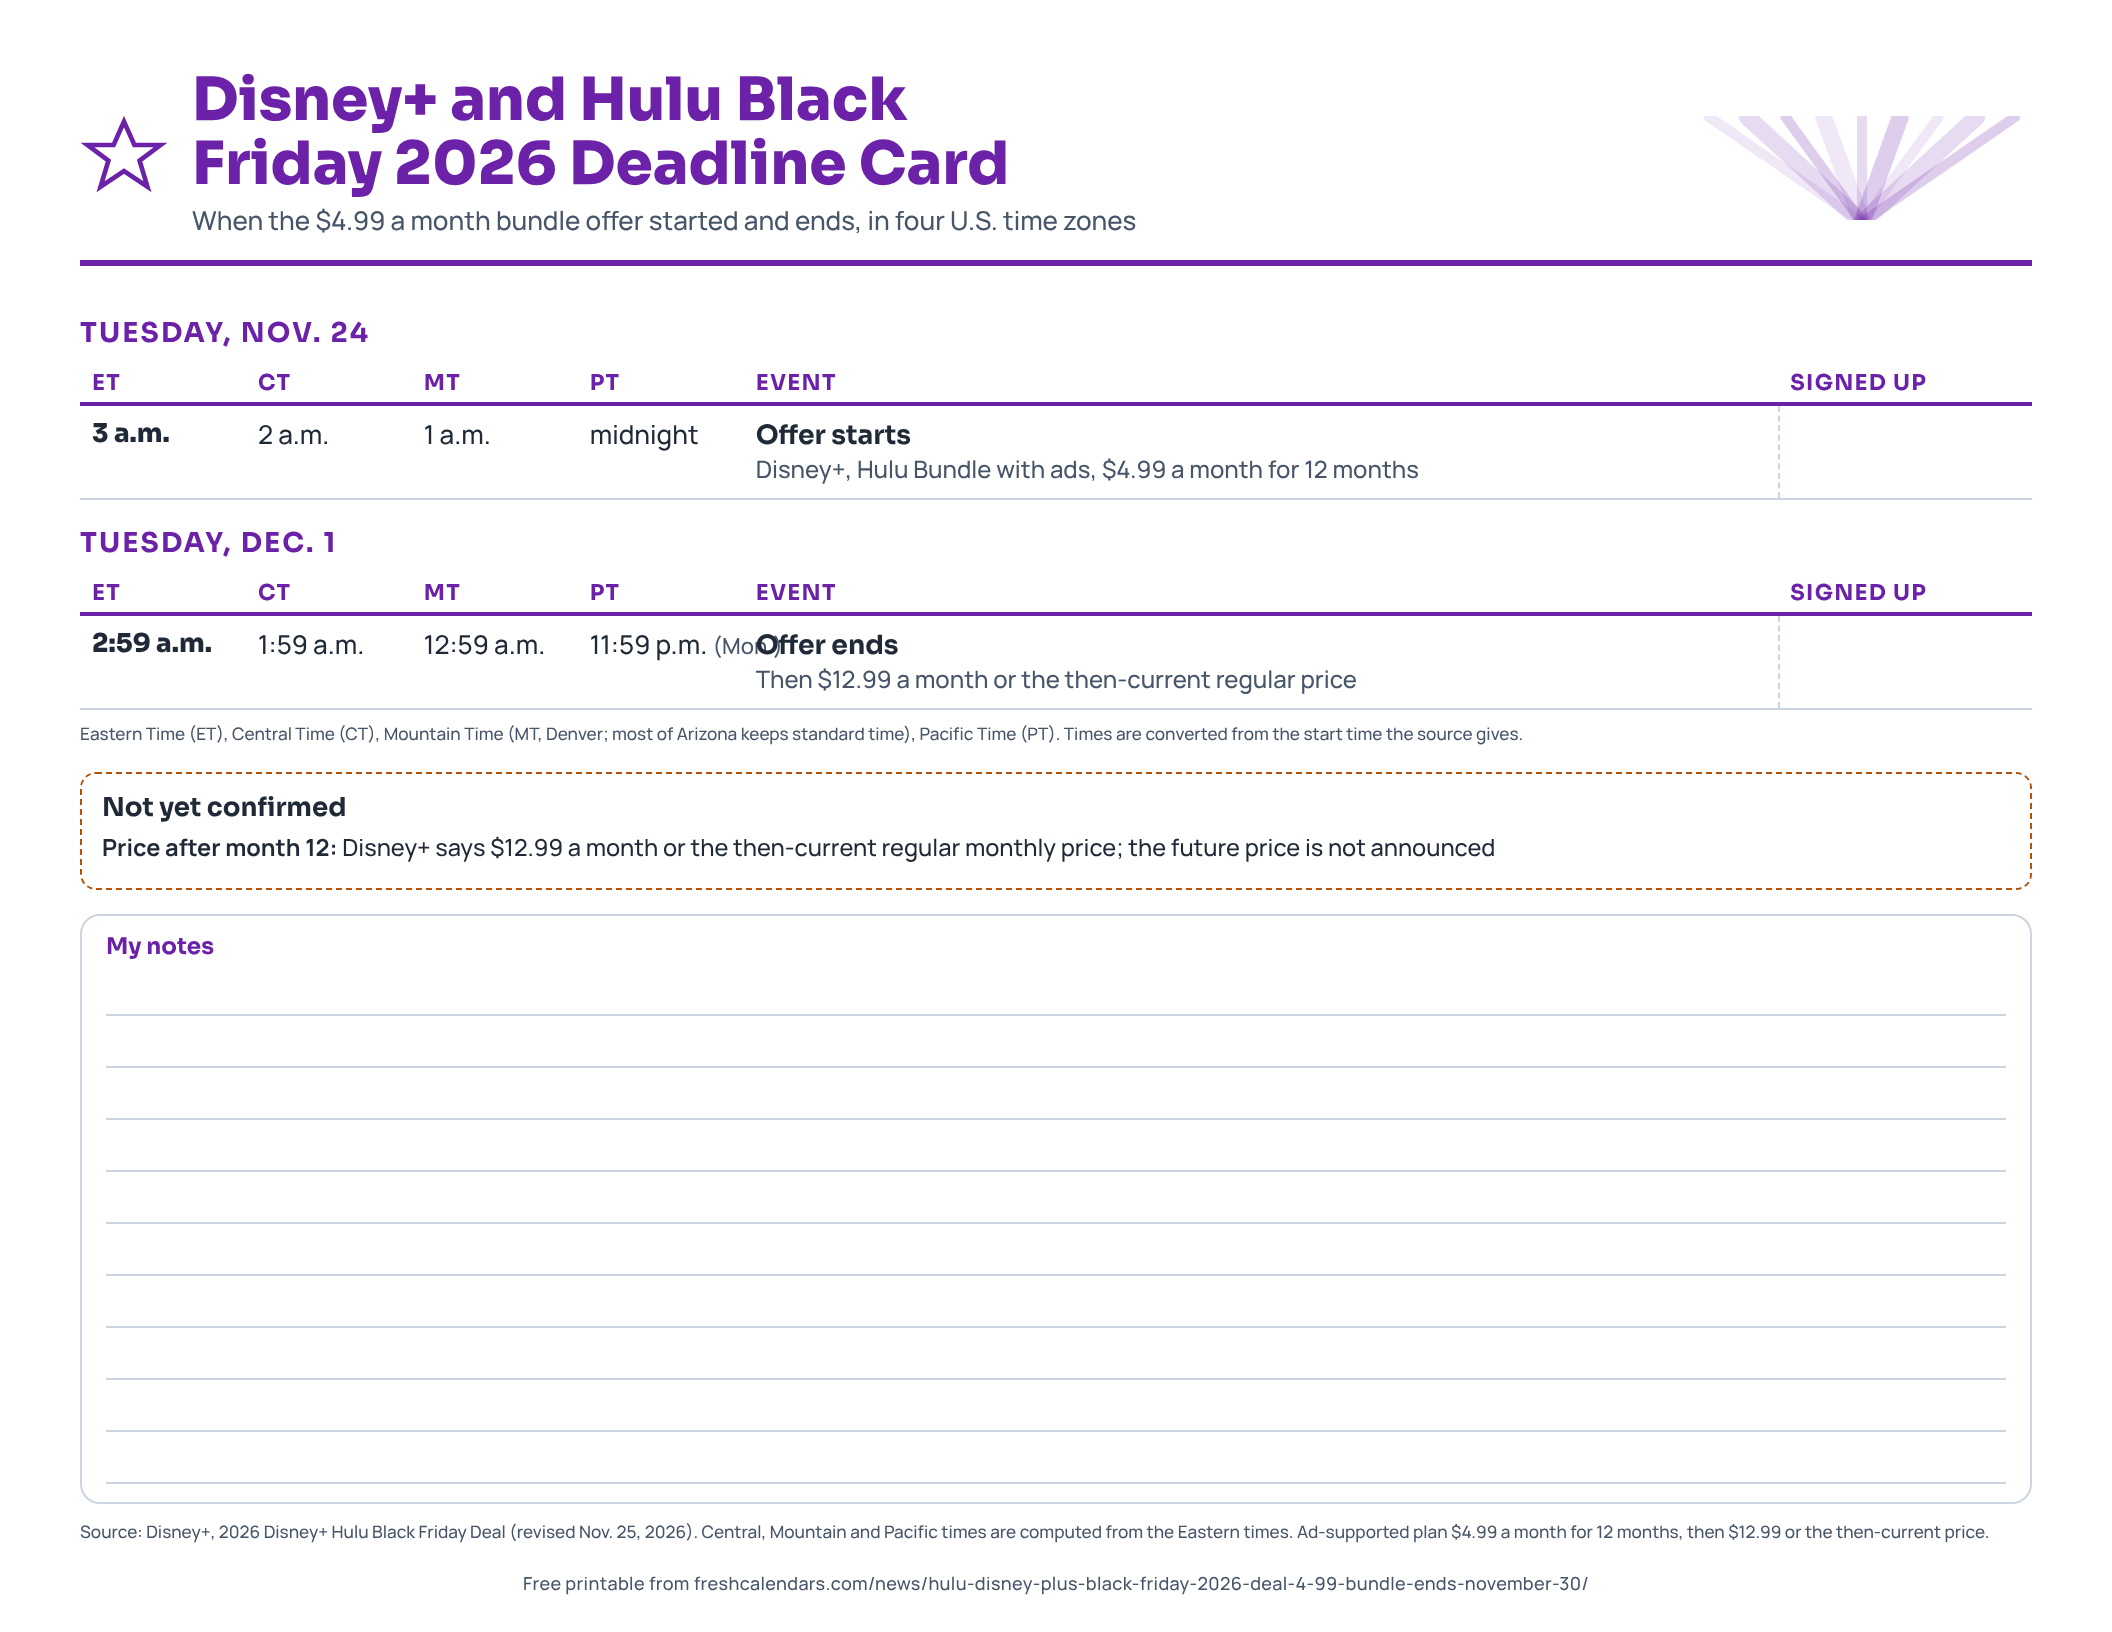 Disney+ and Hulu Black
Friday 2026 Deadline Card
When the $4.99 a month bundle offer started and ends, in four U.S. time zones
TUESDAY, NOV. 24
ET CT MT PT EVENT SIGNED UP
3 a.m. 2 a.m. 1 a.m. midnight Offer starts
Disney+, Hulu Bundle with ads, $4.99 a month for 12 months
TUESDAY, DEC. 1
ET CT MT PT EVENT SIGNED UP
2:59 a.m. 1:59 a.m. 12:59 a.m. 11:59 p.m. (Mon.) Offer ends
Then $12.99 a month or the then-current regular price
Eastern Time (ET), Central Time (CT), Mountain Time (MT, Denver; most of Arizona keeps standard time), Pacific Time (PT). Times are converted from the start time the source gives.
Not yet confirmed
Price after month 12: Disney+ says $12.99 a month or the then-current regular monthly price; the future price is not announced
My notes
Source: Disney+, 2026 Disney+ Hulu Black Friday Deal (revised Nov. 25, 2026). Central, Mountain and Pacific times are computed from the Eastern times. Ad-supported plan $4.99 a month for 12 months, then $12.99 or the then-current price.
Free printable from freshcalendars.com/news/hulu-disney-plus-black-friday-2026-deal-4-99-bundle-ends-november-30/